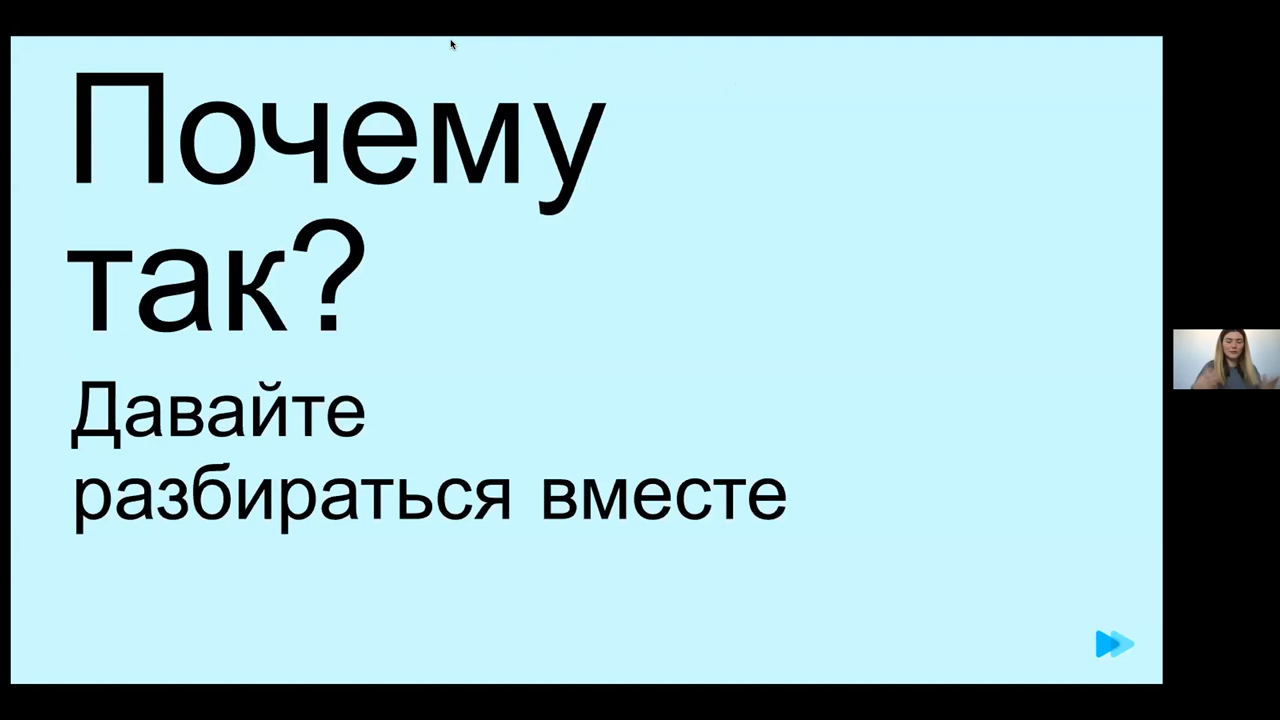 Почему
так?
Давайте
разбираться вместе